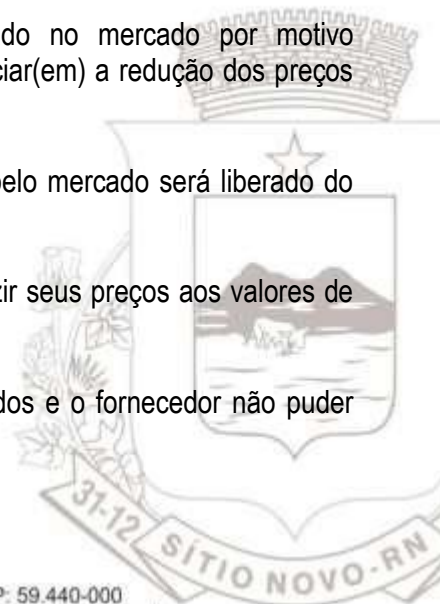 do no mercado por motivo
ciar(em) a redução dos preços
pelo mercado será liberado do
zir seus preços aos valores de
dos e o fornecedor não puder
31-12 SÍTIO NOVO-RN
P: 59.440-000